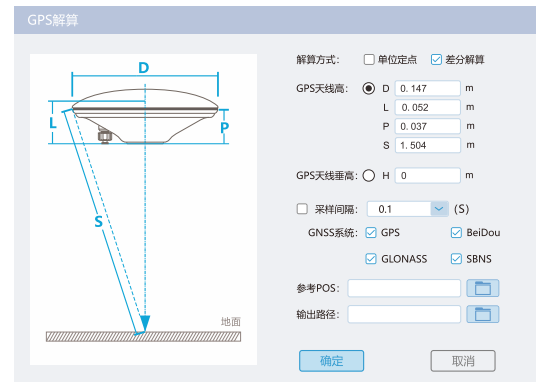 GPS解算
D
L
P
S
地面
解算方式： 单位定点 差分解算
GPS天线高： D 0.147 m
L 0.052 m
P 0.037 m
S 1.504 m
GPS天线垂高： H 0 m
采样间隔： 0.1 (S)
GNSS系统： GPS BeiDou
GLONASS SBNS
参考POS：
输出路径：
确定 取消